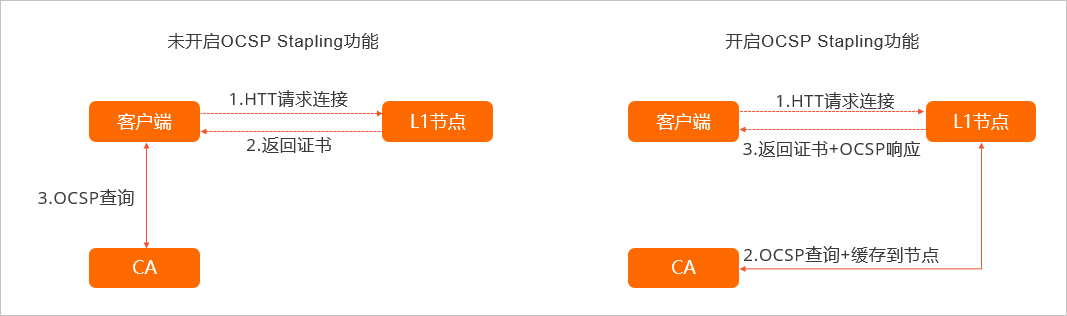 未开启OCSP Stapling功能
1.HTT请求连接
客户端
L1节点
2.返回证书
3.OCSP查询
CA
开启OCSP Stapling功能
1.HTT请求连接
客户端
L1节点
3.返回证书+OCSP响应
2.OCSP查询+缓存到节点
CA